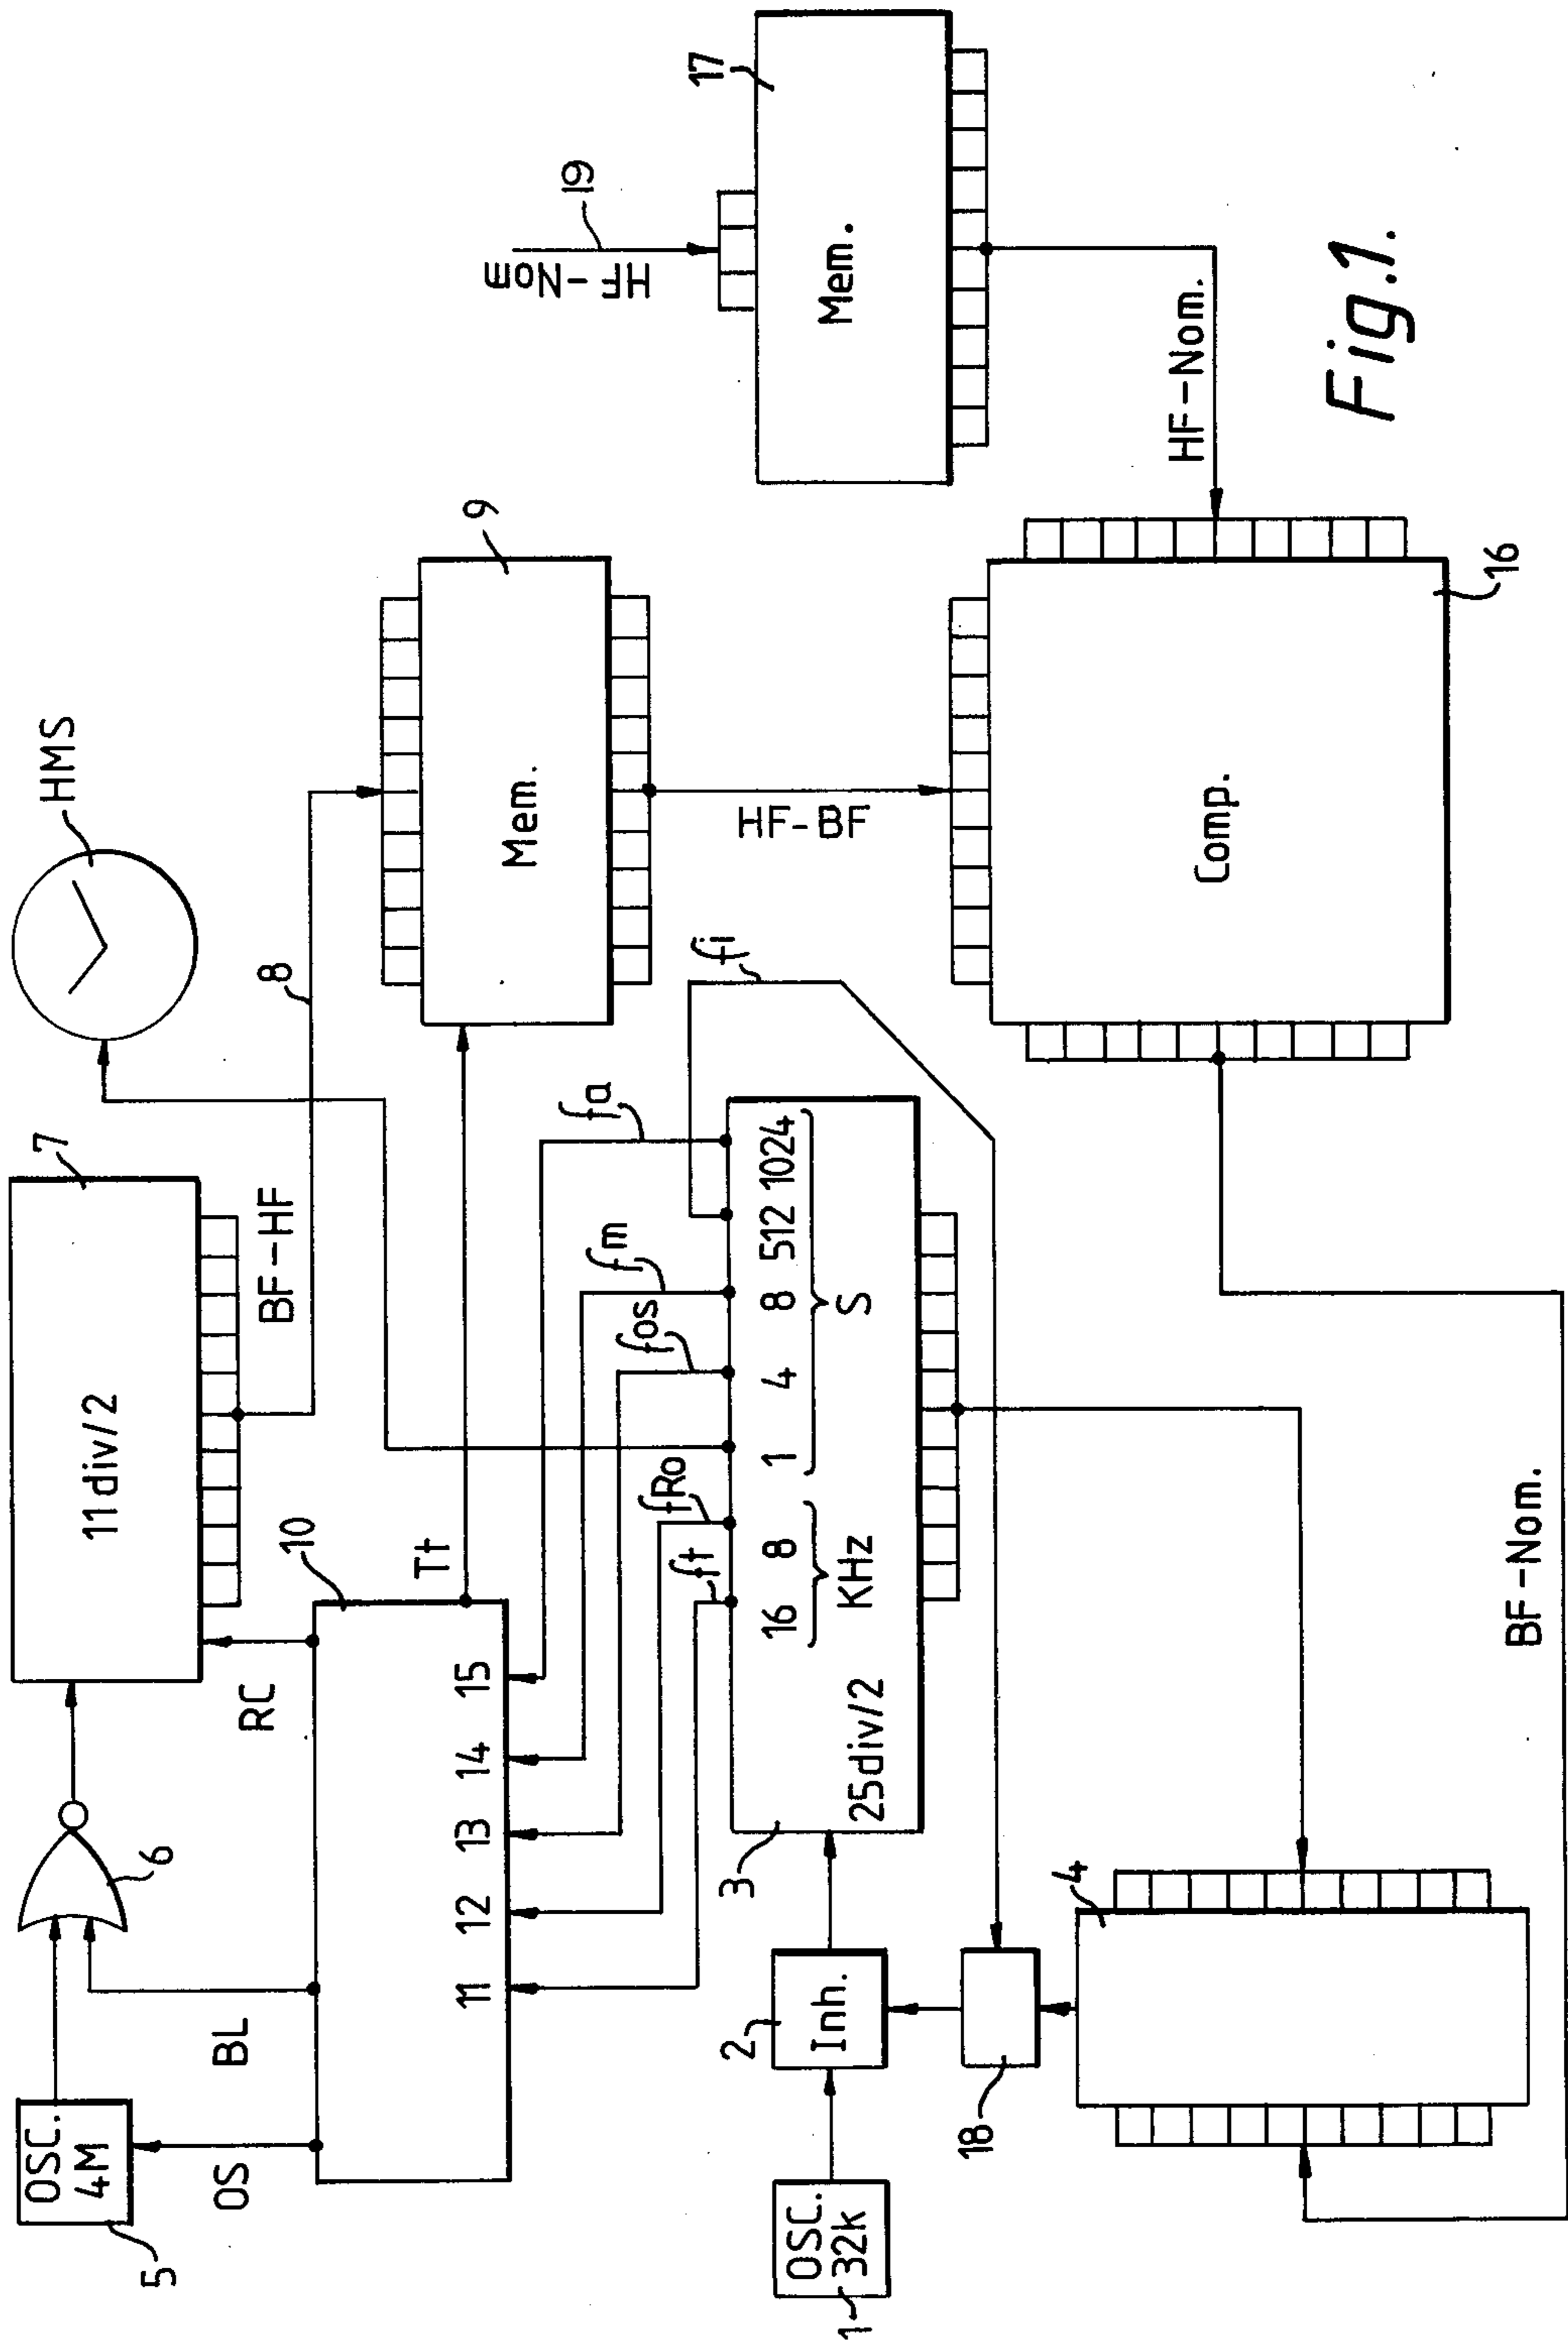 5
OSC.
4M
OS
BL
6
RC
7
11div/2
BF-HF
8
HMS
10
11 12 13 14 15
Tt
9
Mem.
ft
fRo
fos
fm
fa
fi
1
OSC.
32k
2
Inh.
3
25div/2
16 8
KHz
1 4 8 512 1024
S
HF-BF
HF-Nom
19
17
Mem.
HF-Nom.
18
4
Comp.
16
BF-Nom.
Fig.1.